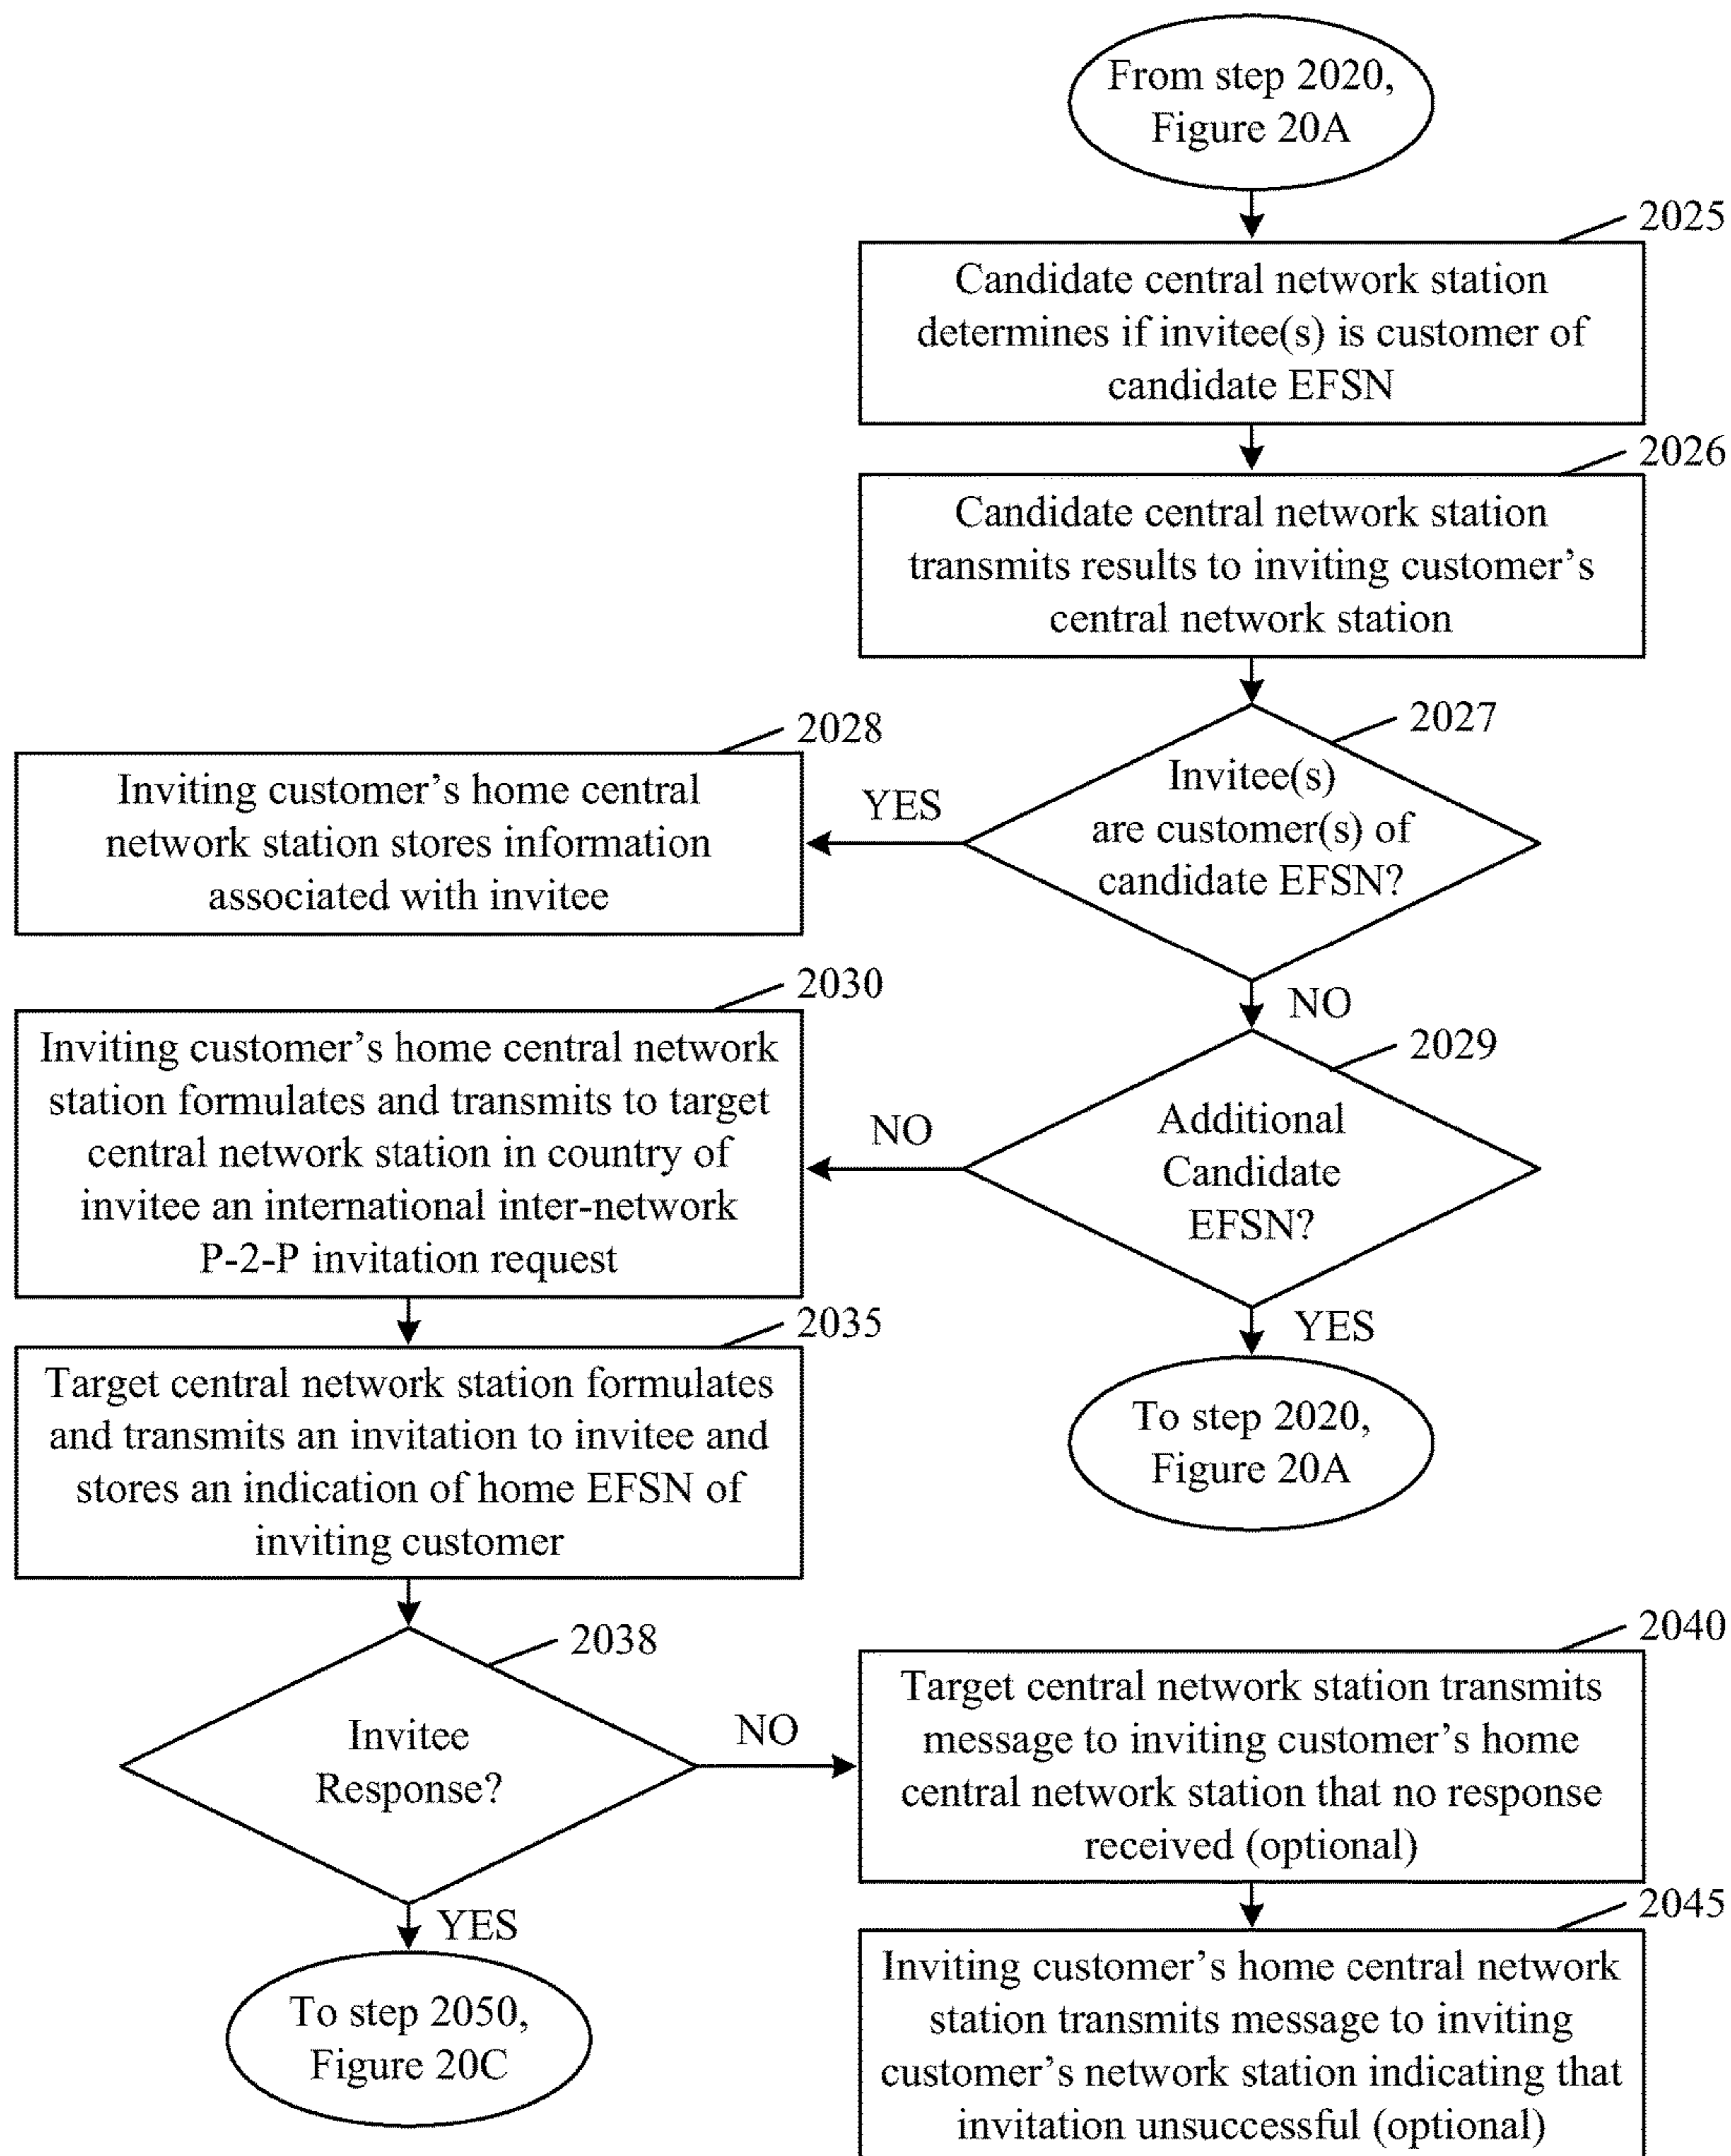 From step 2020,
Figure 20A
2025
Candidate central network station
determines if invitee(s) is customer of
candidate EFSN
2026
Candidate central network station
transmits results to inviting customer's
central network station
2027
Invitee(s)
are customer(s) of
candidate EFSN?
YES
2028
Inviting customer's home central
network station stores information
associated with invitee
NO
2029
Additional
Candidate
EFSN?
YES
To step 2020,
Figure 20A
NO
2030
Inviting customer's home central network
station formulates and transmits to target
central network station in country of
invitee an international inter-network
P-2-P invitation request
2035
Target central network station formulates
and transmits an invitation to invitee and
stores an indication of home EFSN of
inviting customer
2038
Invitee
Response?
YES
To step 2050,
Figure 20C
NO
2040
Target central network station transmits
message to inviting customer's home
central network station that no response
received (optional)
2045
Inviting customer's home central network
station transmits message to inviting
customer's network station indicating that
invitation unsuccessful (optional)